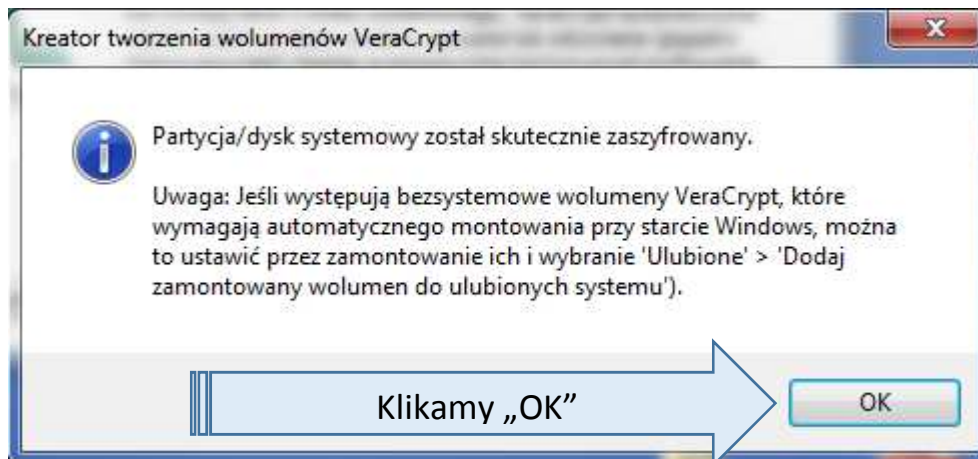 Kreator tworzenia wolumenów VeraCrypt
Partycja/dysk systemowy został skutecznie zaszyfrowany.
Uwaga: Jeśli występują bezsystemowe wolumeny VeraCrypt, które
wymagają automatycznego montowania przy starcie Windows, można
to ustawić przez zamontowanie ich i wybranie 'Ulubione' > 'Dodaj
zamontowany wolumen do ulubionych systemu').
Klikamy „OK”
OK